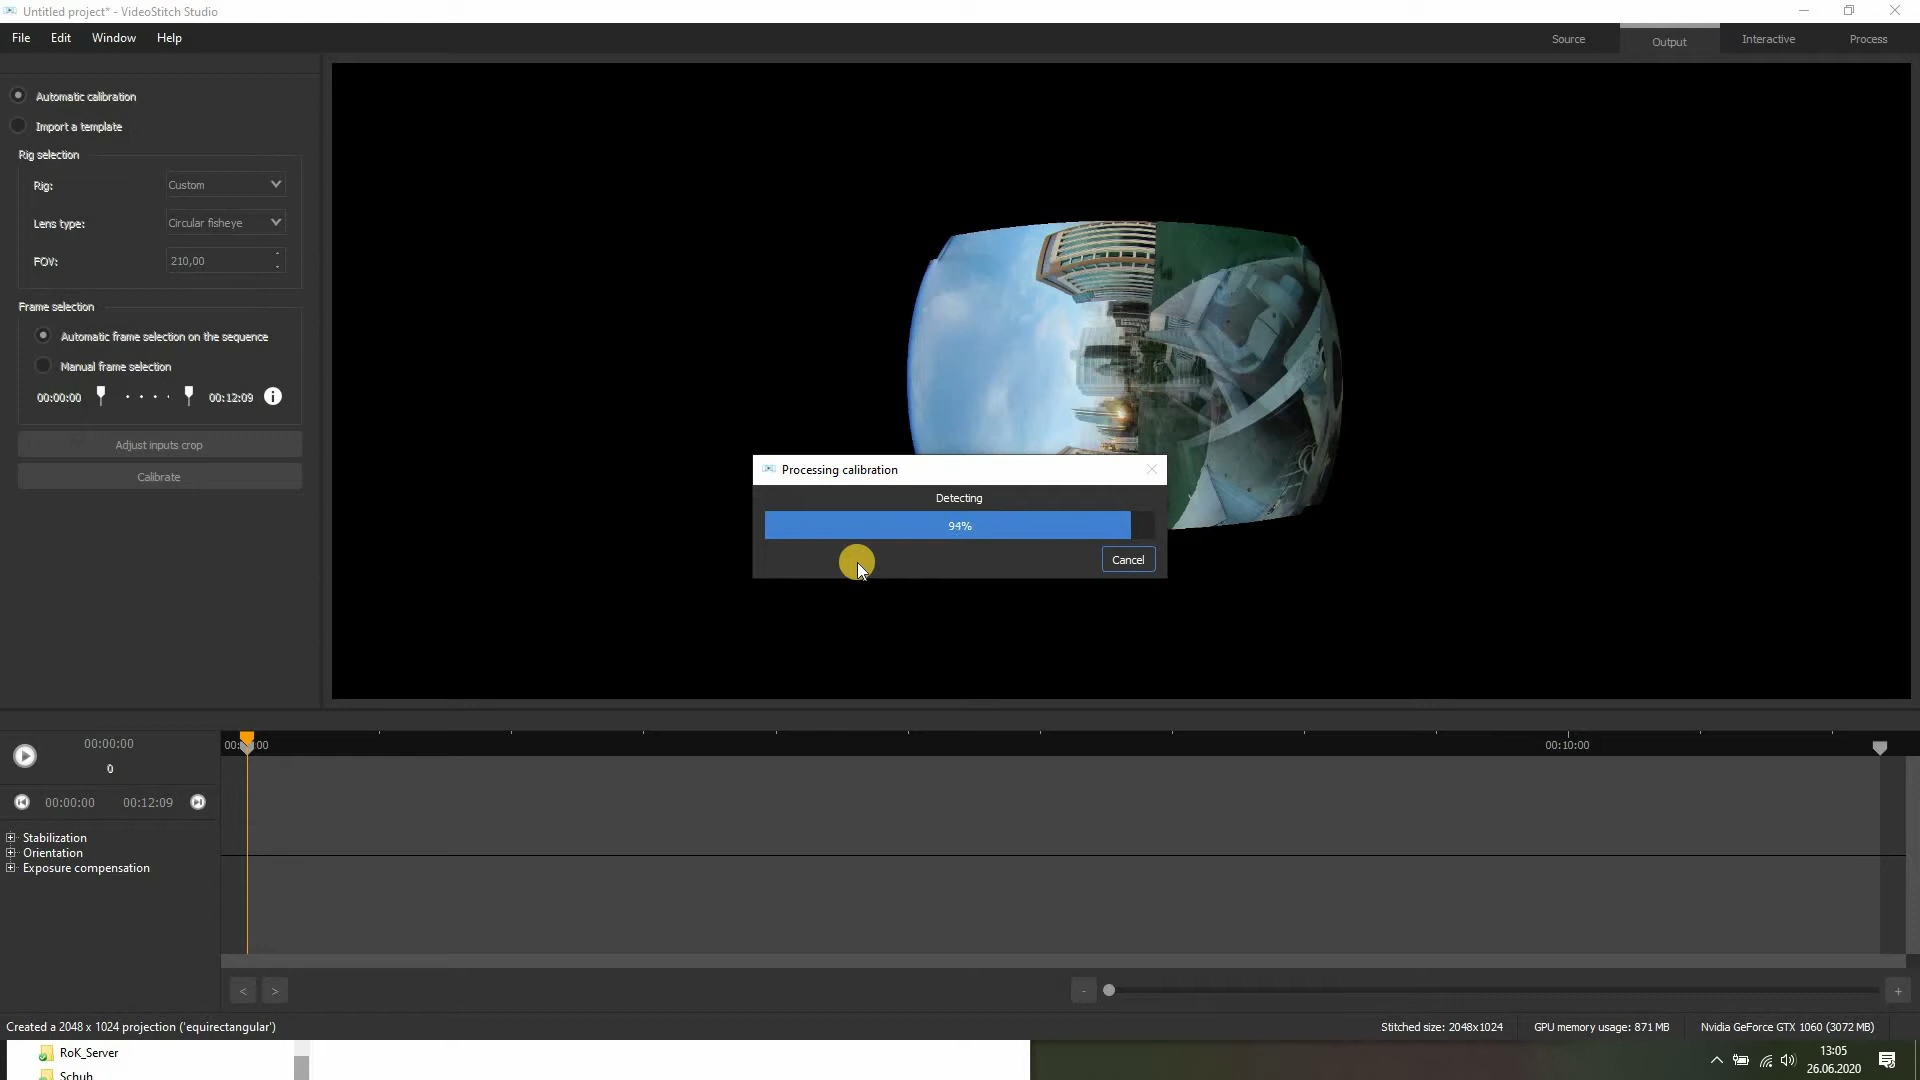 Untitled project* - VideoStitch Studio
File Edit Window Help
Source Output Interactive Process
Automatic calibration
Import a template
Rig selection
Rig: Custom
Lens type: Circular fisheye
FOV: 210,00
Frame selection
Automatic frame selection on the sequence
Manual frame selection
00:00:00 00:12:09
Adjust inputs crop
Calibrate
Processing calibration
Detecting
94%
Cancel
00:00:00
0
00:00:00 00:12:09
00:10:00
Stabilization
Orientation
Exposure compensation
< >
- +
Created a 2048 x 1024 projection ('equirectangular')
Stitched size: 2048x1024 GPU memory usage: 871 MB Nvidia GeForce GTX 1060 (3072 MB)
RoK_Server
Schuh
13:05
26.06.2020